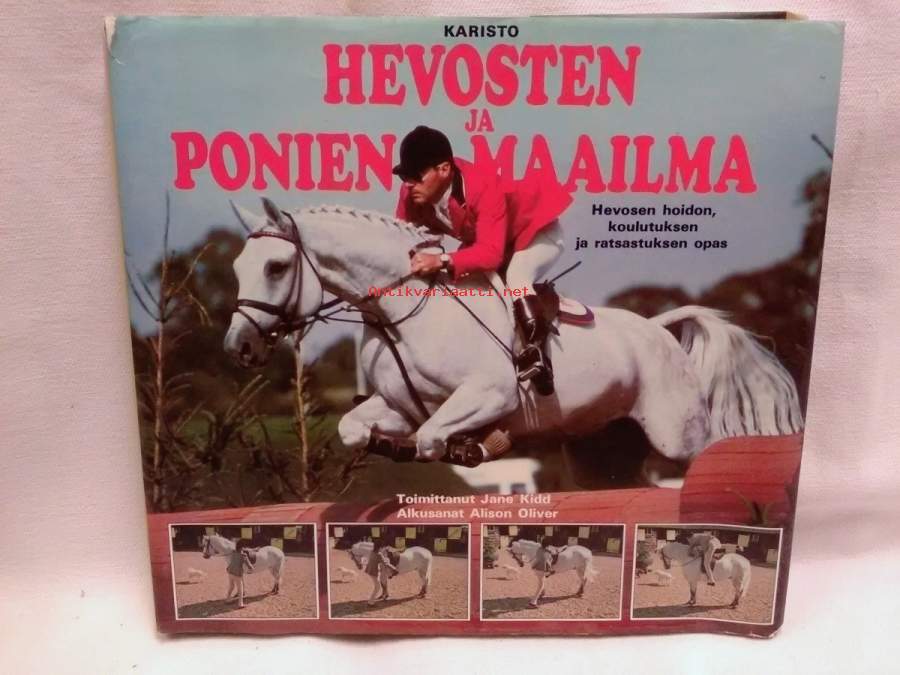 KARISTO
HEVOSTEN
JA
PONIEN MAAILMA
Hevosen hoidon,
koulutuksen
ja ratsastuksen opas
Antikvariaatti.net
Toimittanut Jane Kidd
Alkusanat Alison Oliver